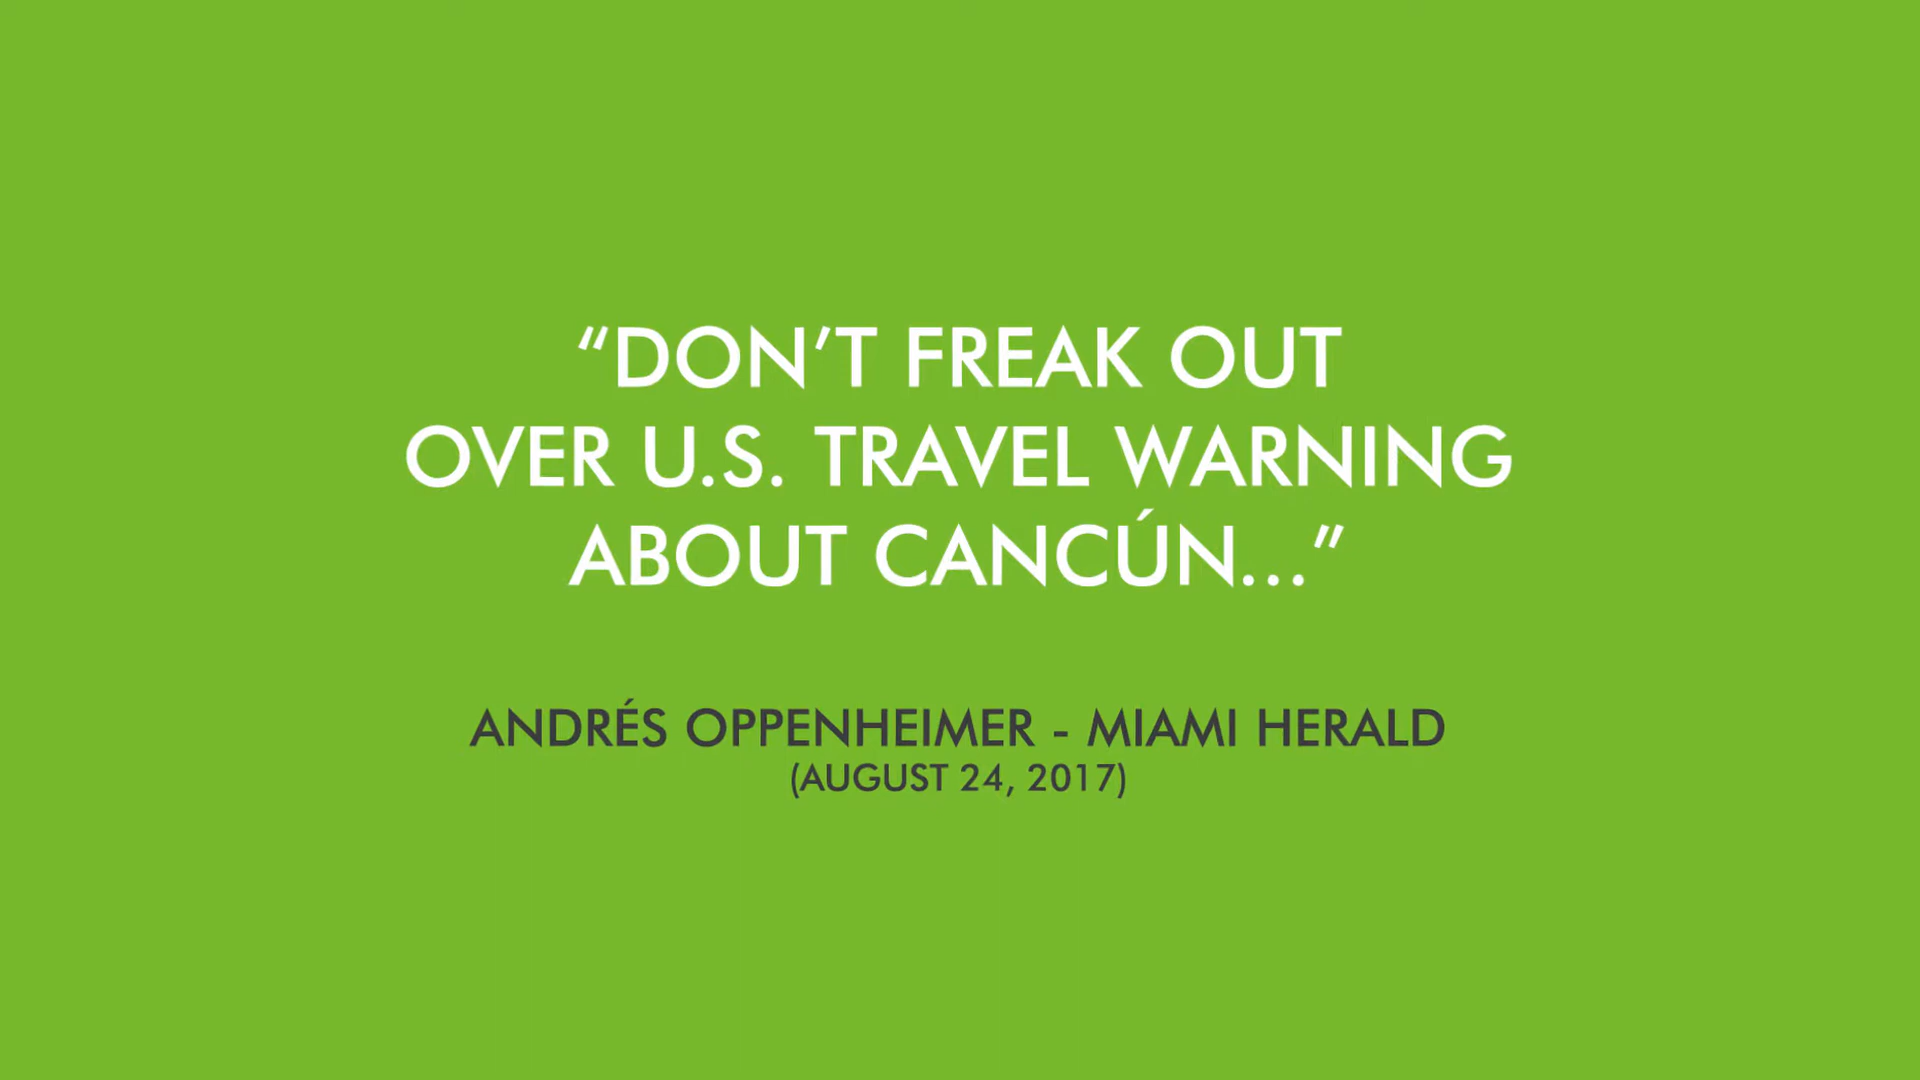 “DON’T FREAK OUT
OVER U.S. TRAVEL WARNING
ABOUT CANCÚN...”
ANDRÉS OPPENHEIMER - MIAMI HERALD
(AUGUST 24, 2017)